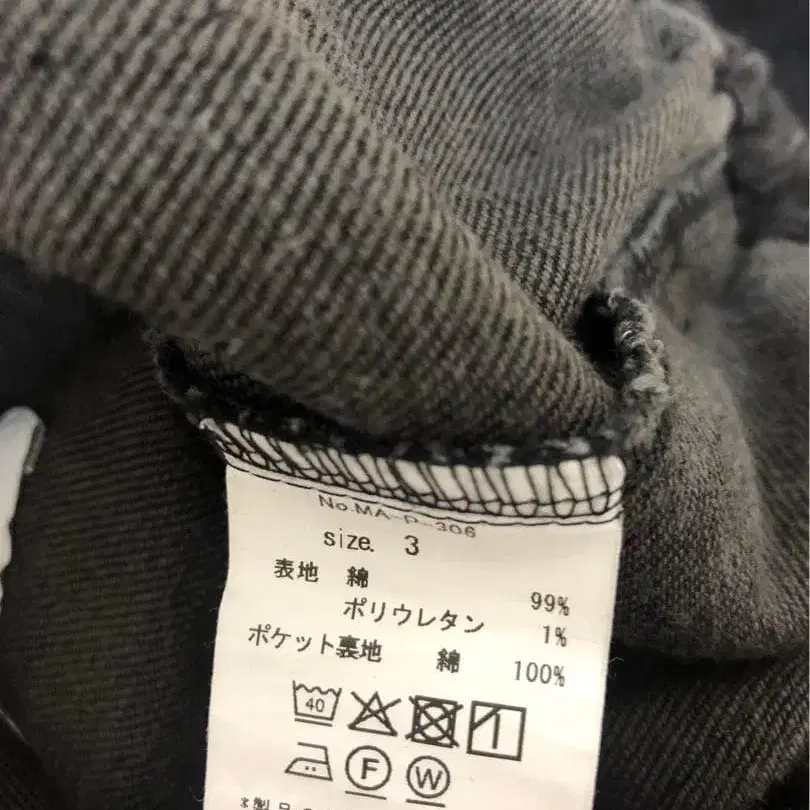 No.MA-P-306
size. 3
表地 綿 99%
ポリウレタン 1%
ポケット裏地 綿 100%
40
F W